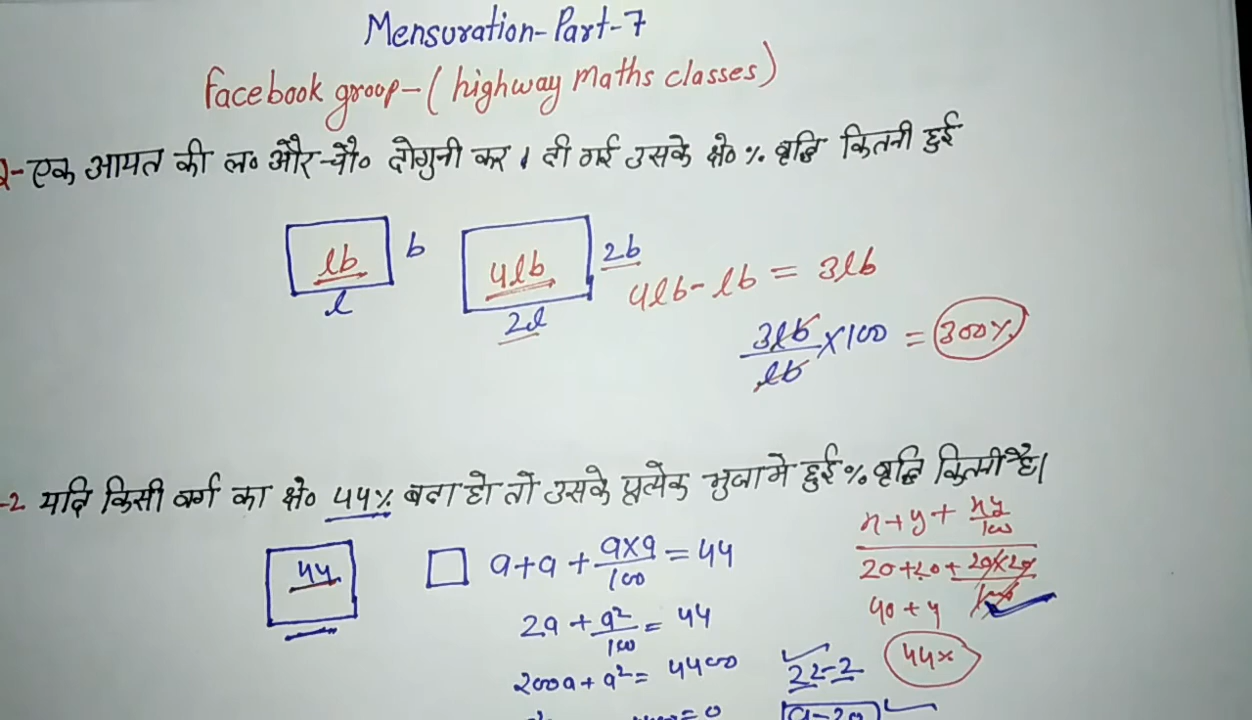 Mensuration-Part-7
facebook group-(highway Maths classes)
Q-एक आयत की ल० और चौ० दोगुनी कर दी गई उसके क्षे० % वृद्धि कितनी हुई
lb b
l
4lb 2b
2l
4lb-lb = 3lb
3lb/lb ×100 = 300%
-2 यदि किसी वर्ग का क्षे० 44% बढा हो तो उसके प्रत्येक भुजा मे हुई % वृद्धि कितनी है।
44
a+a+ a×a/100 = 44
2a + a²/100 = 44
200a + a² = 4400
=0
x+y+ xy/100
20+20+ 20×20/100
40+4
44%
22-2
a=20